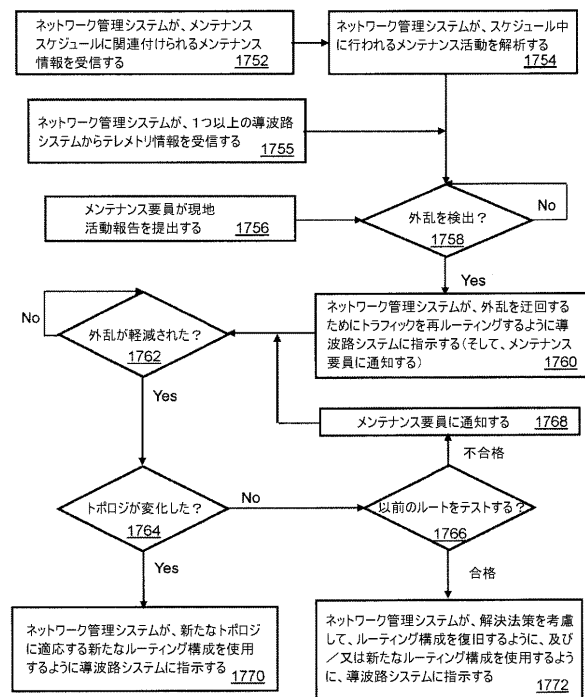 ネットワーク管理システムが、メンテナンス
スケジュールに関連付けられるメンテナンス
情報を受信する 1752
ネットワーク管理システムが、スケジュール中
に行われるメンテナンス活動を解析する
1754
ネットワーク管理システムが、1つ以上の導波路
システムからテレメトリ情報を受信する
1755
メンテナンス要員が現地
活動報告を提出する 1756
外乱を検出？
1758
No
Yes
ネットワーク管理システムが、外乱を迂回する
ためにトラフィックを再ルーティングするように導
波路システムに指示する(そして、メンテナンス
要員に通知する) 1760
No
外乱が軽減された？
1762
Yes
メンテナンス要員に通知する 1768
不合格
トポロジが変化した？
1764
No
以前のルートをテストする？
1766
Yes
合格
ネットワーク管理システムが、新たなトポロジ
に適応する新たなルーティング構成を使用
するように導波路システムに指示する
1770
ネットワーク管理システムが、解決法策を考慮
して、ルーティング構成を復旧するように、及び
／又は新たなルーティング構成を使用するよう
に、導波路システムに指示する
1772